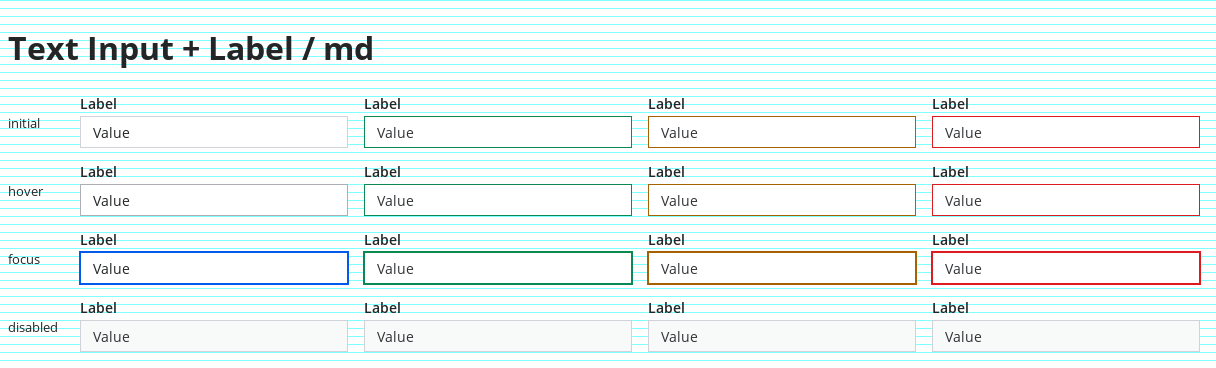 Text Input + Label / md
Label Label Label Label
initial Value Value Value Value
Label Label Label Label
hover Value Value Value Value
Label Label Label Label
focus Value Value Value Value
Label Label Label Label
disabled Value Value Value Value